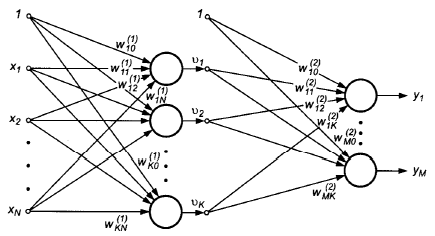 1 1
w10(1) w10(2)
x1 w11(1) υ1 w11(2)
w12(1) w12(2) y1
w1N(1) w1K(2)
x2 υ2
wM0(2)
wK0(1)
wMK(2) yM
xN wKN(1) υK